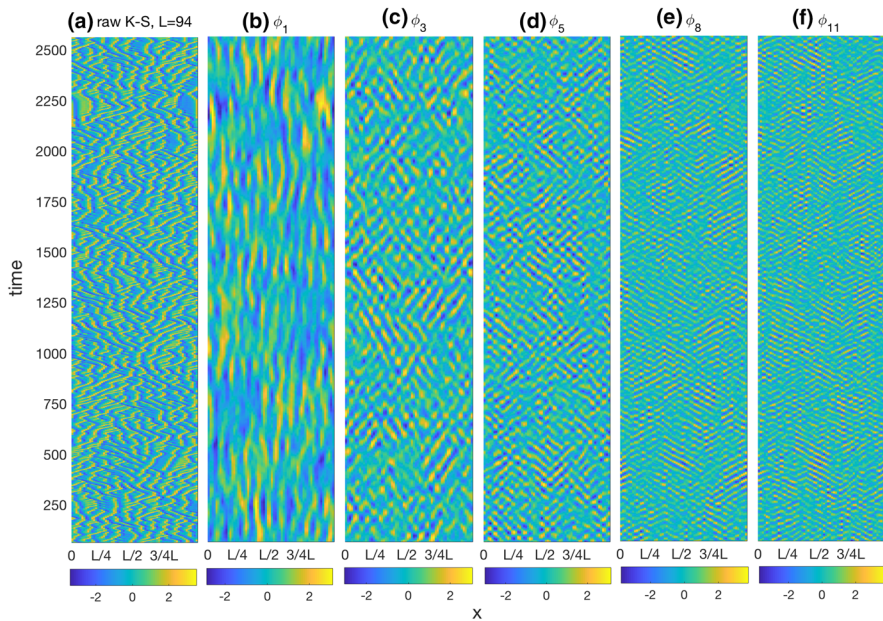 (a) raw K-S, L=94 (b) ϕ1 (c) ϕ3 (d) ϕ5 (e) ϕ8 (f) ϕ11
2500
2250
2000
1750
1500
1250
1000
750
500
250
time
0 L/4 L/2 3/4L 0 L/4 L/2 3/4L 0 L/4 L/2 3/4L 0 L/4 L/2 3/4L 0 L/4 L/2 3/4L 0 L/4 L/2 3/4L
-2 0 2 -2 0 2 -2 0 2 -2 0 2 -2 0 2 -2 0 2
x